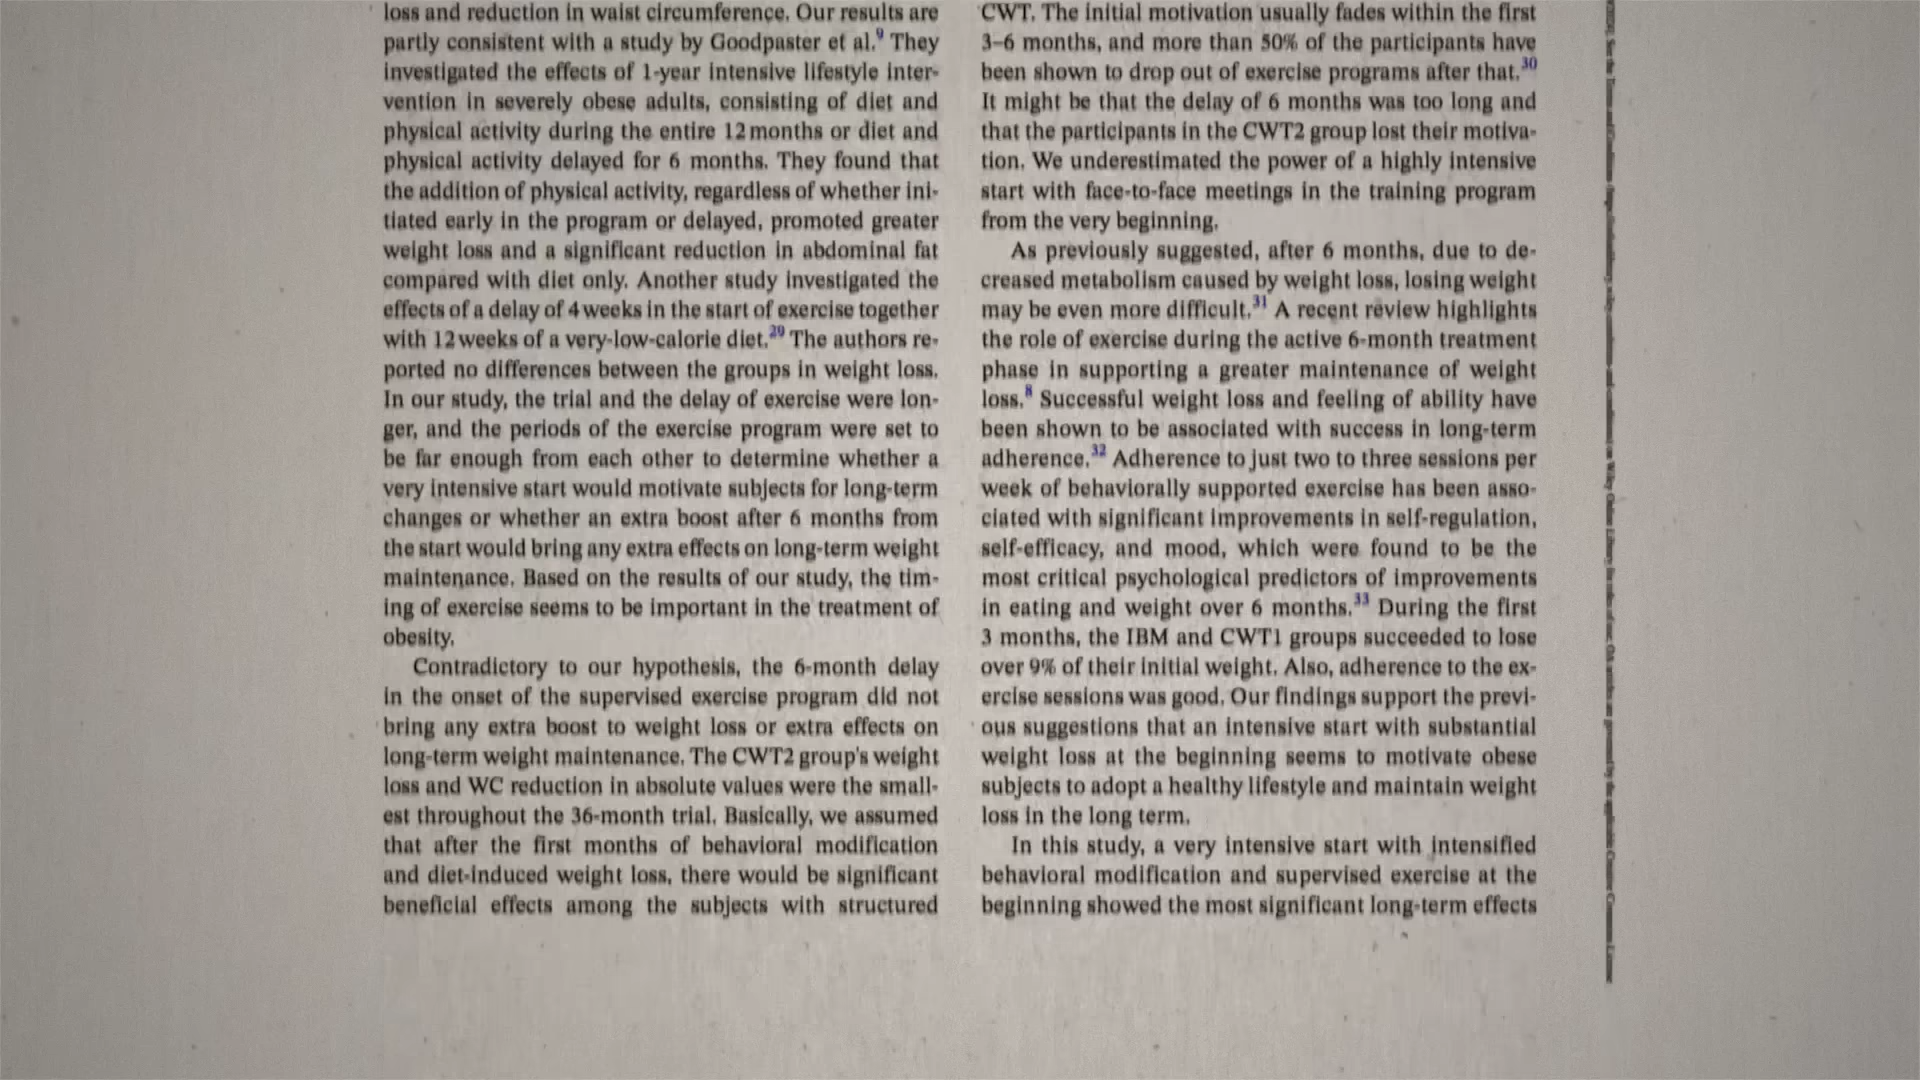 loss and reduction in waist circumference. Our results are
partly consistent with a study by Goodpaster et al.9 They
investigated the effects of 1-year intensive lifestyle inter-
vention in severely obese adults, consisting of diet and
physical activity during the entire 12 months or diet and
physical activity delayed for 6 months. They found that
the addition of physical activity, regardless of whether ini-
tiated early in the program or delayed, promoted greater
weight loss and a significant reduction in abdominal fat
compared with diet only. Another study investigated the
effects of a delay of 4 weeks in the start of exercise together
with 12 weeks of a very-low-calorie diet.29 The authors re-
ported no differences between the groups in weight loss.
In our study, the trial and the delay of exercise were lon-
ger, and the periods of the exercise program were set to
be far enough from each other to determine whether a
very intensive start would motivate subjects for long-term
changes or whether an extra boost after 6 months from
the start would bring any extra effects on long-term weight
maintenance. Based on the results of our study, the tim-
ing of exercise seems to be important in the treatment of
obesity.
Contradictory to our hypothesis, the 6-month delay
in the onset of the supervised exercise program did not
bring any extra boost to weight loss or extra effects on
long-term weight maintenance. The CWT2 group's weight
loss and WC reduction in absolute values were the small-
est throughout the 36-month trial. Basically, we assumed
that after the first months of behavioral modification
and diet-induced weight loss, there would be significant
beneficial effects among the subjects with structured
CWT. The initial motivation usually fades within the first
3–6 months, and more than 50% of the participants have
been shown to drop out of exercise programs after that.30
It might be that the delay of 6 months was too long and
that the participants in the CWT2 group lost their motiva-
tion. We underestimated the power of a highly intensive
start with face-to-face meetings in the training program
from the very beginning.
As previously suggested, after 6 months, due to de-
creased metabolism caused by weight loss, losing weight
may be even more difficult.31 A recent review highlights
the role of exercise during the active 6-month treatment
phase in supporting a greater maintenance of weight
loss.8 Successful weight loss and feeling of ability have
been shown to be associated with success in long-term
adherence.32 Adherence to just two to three sessions per
week of behaviorally supported exercise has been asso-
ciated with significant improvements in self-regulation,
self-efficacy, and mood, which were found to be the
most critical psychological predictors of improvements
in eating and weight over 6 months.33 During the first
3 months, the IBM and CWT1 groups succeeded to lose
over 9% of their initial weight. Also, adherence to the ex-
ercise sessions was good. Our findings support the previ-
ous suggestions that an intensive start with substantial
weight loss at the beginning seems to motivate obese
subjects to adopt a healthy lifestyle and maintain weight
loss in the long term.
In this study, a very intensive start with intensified
behavioral modification and supervised exercise at the
beginning showed the most significant long-term effects